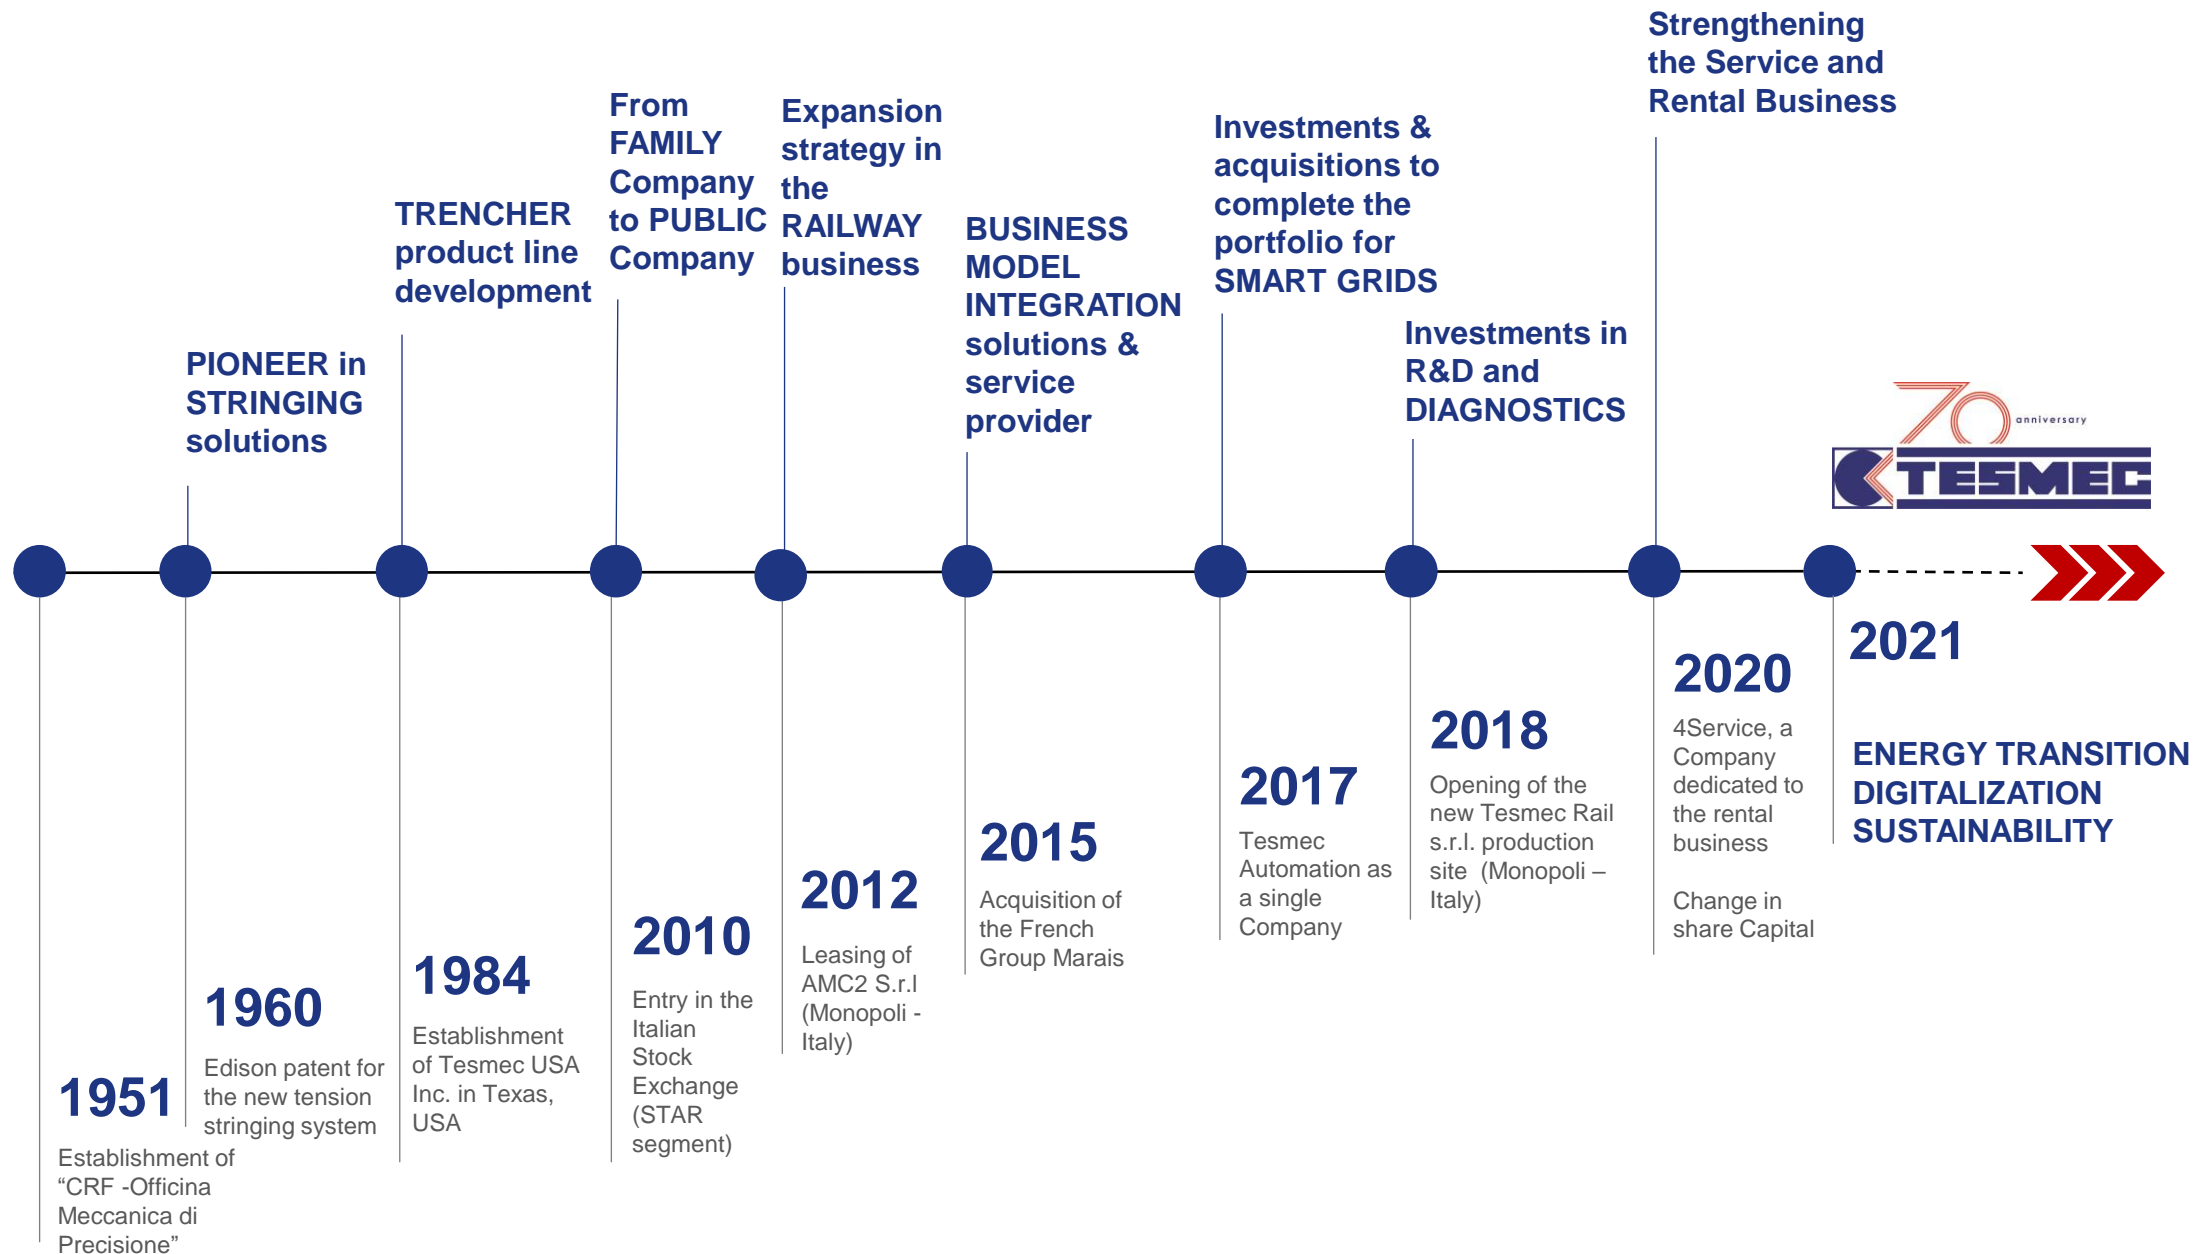 Strengthening
the Service and
Rental Business
From
FAMILY
Company
to PUBLIC
Company
Expansion
strategy in
the
RAILWAY
business
Investments &
acquisitions to
complete the
portfolio for
SMART GRIDS
TRENCHER
product line
development
BUSINESS
MODEL
INTEGRATION
solutions &
service
provider
Investments in
R&D and
DIAGNOSTICS
PIONEER in
STRINGING
solutions
70 anniversary
TESMEC
1951
Establishment of
“CRF -Officina
Meccanica di
Precisione”
1960
Edison patent for
the new tension
stringing system
1984
Establishment
of Tesmec USA
Inc. in Texas,
USA
2010
Entry in the
Italian
Stock
Exchange
(STAR
segment)
2012
Leasing of
AMC2 S.r.l
(Monopoli -
Italy)
2015
Acquisition of
the French
Group Marais
2017
Tesmec
Automation as
a single
Company
2018
Opening of the
new Tesmec Rail
s.r.l. production
site (Monopoli –
Italy)
2020
4Service, a
Company
dedicated to
the rental
business
Change in
share Capital
2021
ENERGY TRANSITION
DIGITALIZATION
SUSTAINABILITY